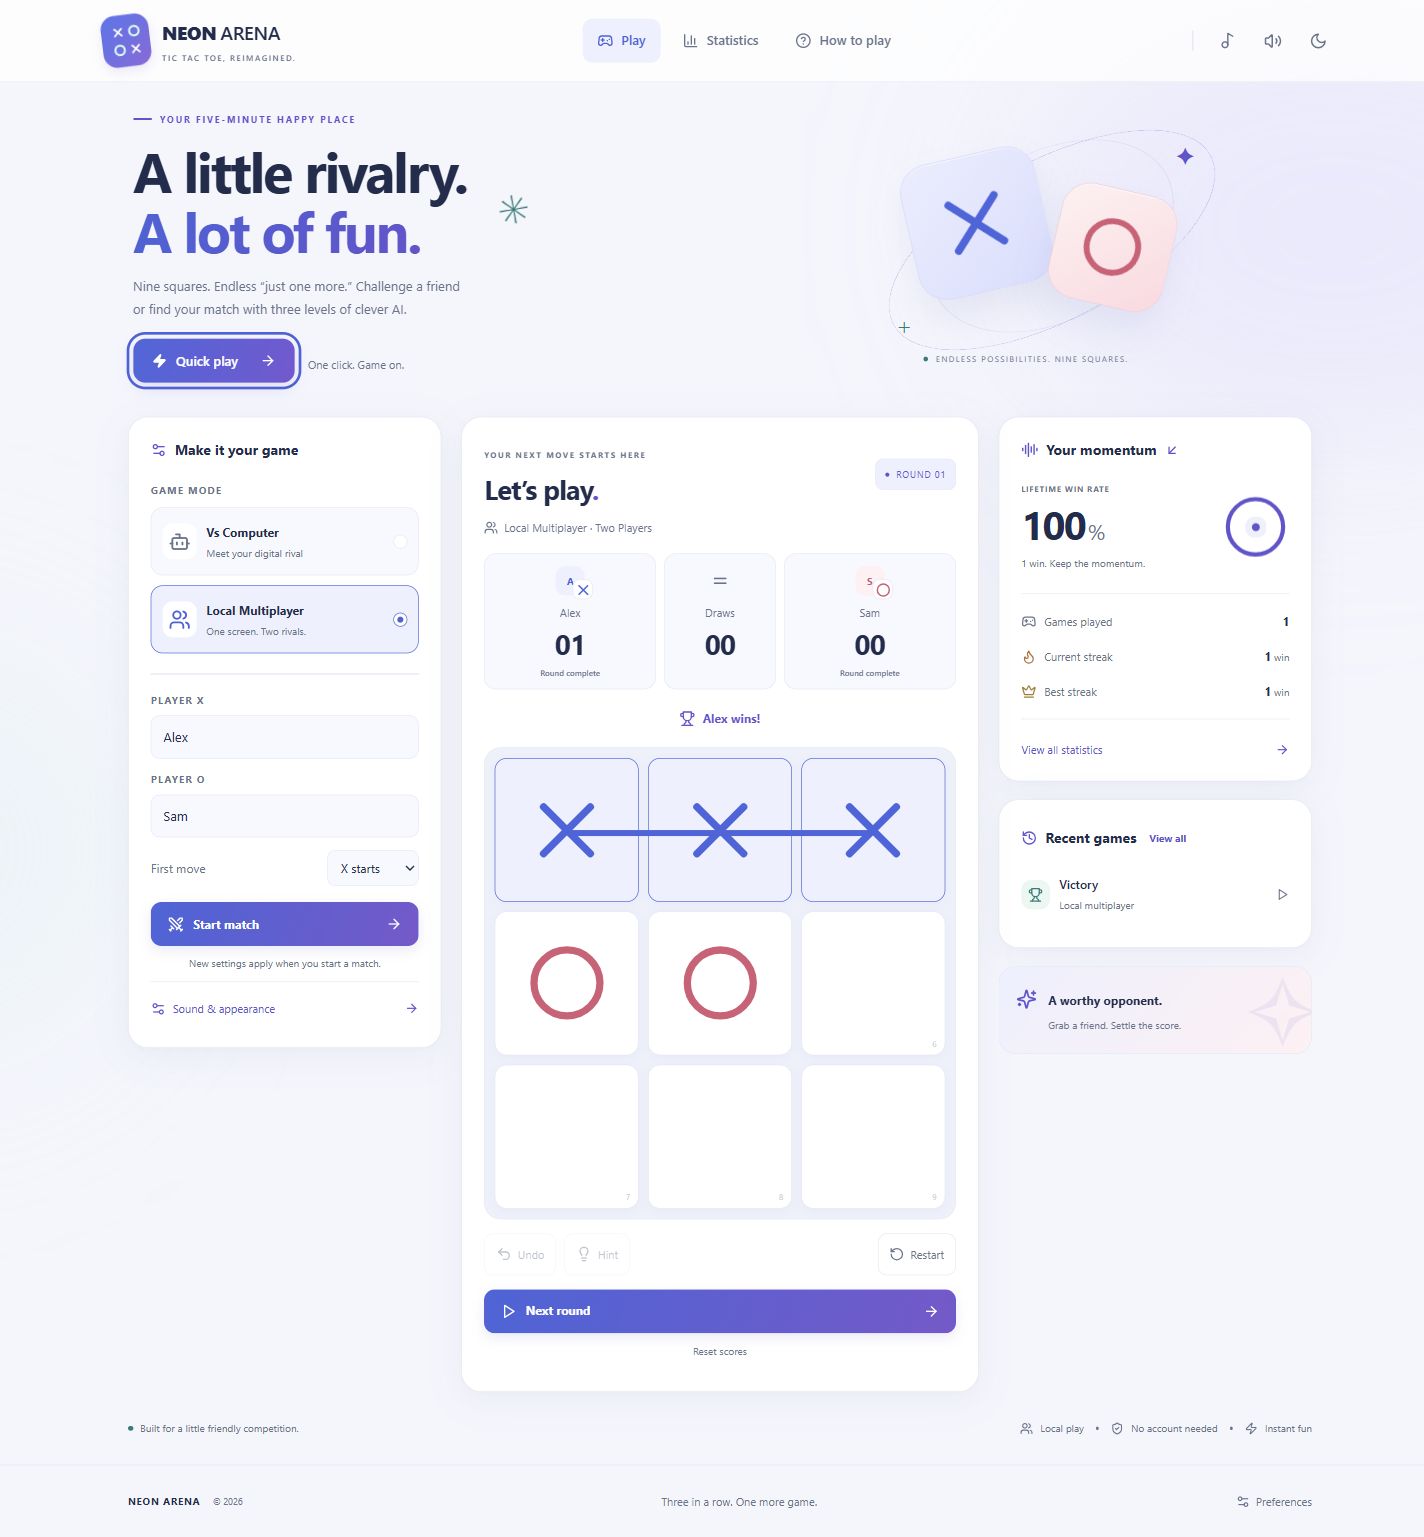 NEON ARENA
TIC TAC TOE, REIMAGINED.
Play
Statistics
How to play
YOUR FIVE-MINUTE HAPPY PLACE
A little rivalry.
A lot of fun.
Nine squares. Endless “just one more.” Challenge a friend
or find your match with three levels of clever AI.
Quick play
One click. Game on.
ENDLESS POSSIBILITIES. NINE SQUARES.
Make it your game
GAME MODE
Vs Computer
Meet your digital rival
Local Multiplayer
One screen. Two rivals.
PLAYER X
Alex
PLAYER O
Sam
First move
X starts
Start match
New settings apply when you start a match.
Sound & appearance
YOUR NEXT MOVE STARTS HERE
Let’s play.
ROUND 01
Local Multiplayer · Two Players
A
Alex
01
Round complete
Draws
00
S
Sam
00
Round complete
Alex wins!
6
7
8
9
Undo
Hint
Restart
Next round
Reset scores
Your momentum
LIFETIME WIN RATE
100%
1 win. Keep the momentum.
Games played
1
Current streak
1 win
Best streak
1 win
View all statistics
Recent games
View all
Victory
Local multiplayer
A worthy opponent.
Grab a friend. Settle the score.
Built for a little friendly competition.
Local play • No account needed • Instant fun
NEON ARENA © 2026
Three in a row. One more game.
Preferences